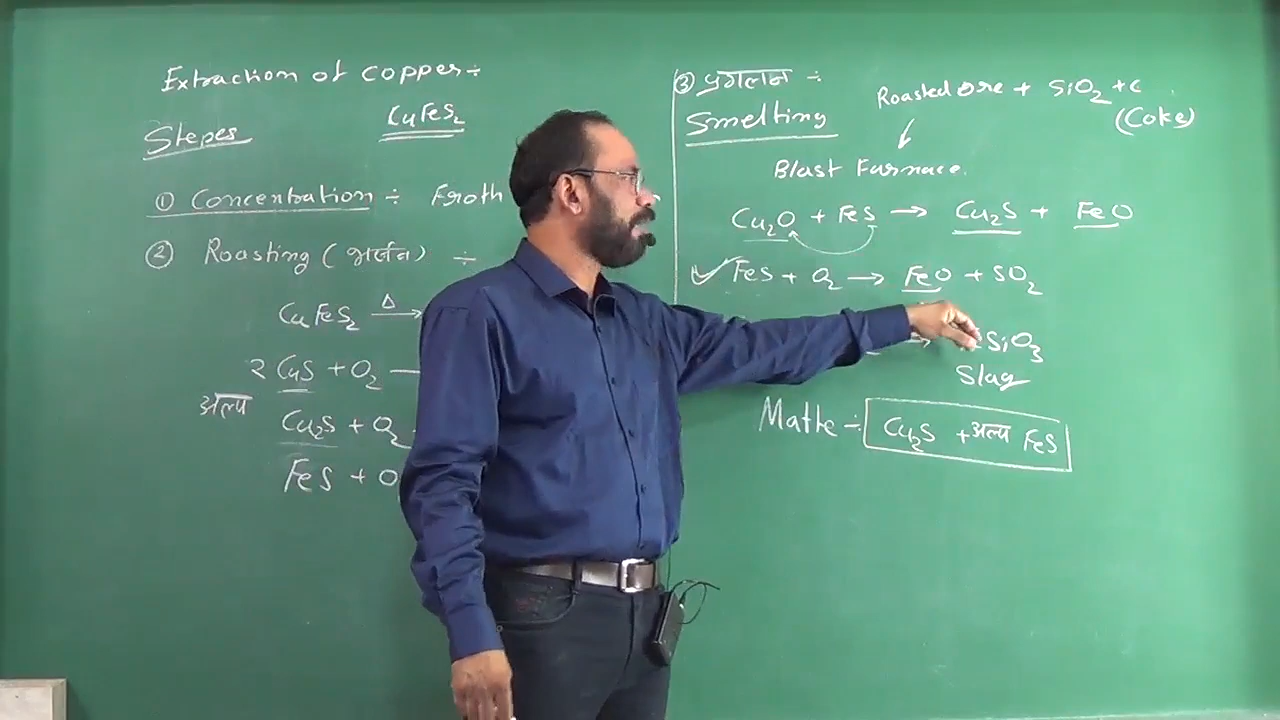 Extraction of Copper ÷
CuFeS₂
Stepes
① Concentration ÷ Froth
② Roasting (भर्जन) ÷
CuFeS₂ Δ→
2 CuS + O₂ —
अल्प Cu₂S + O₂
FeS + O
③ प्रगलन ÷
Smelting
Roasted Ore + SiO₂ + C
(Coke)
↓
Blast Furnace.
Cu₂O + FeS → Cu₂S + FeO
✓ FeS + O₂ → FeO + SO₂
→ eSiO₃
Slag
Matte ÷ Cu₂S + अल्प FeS